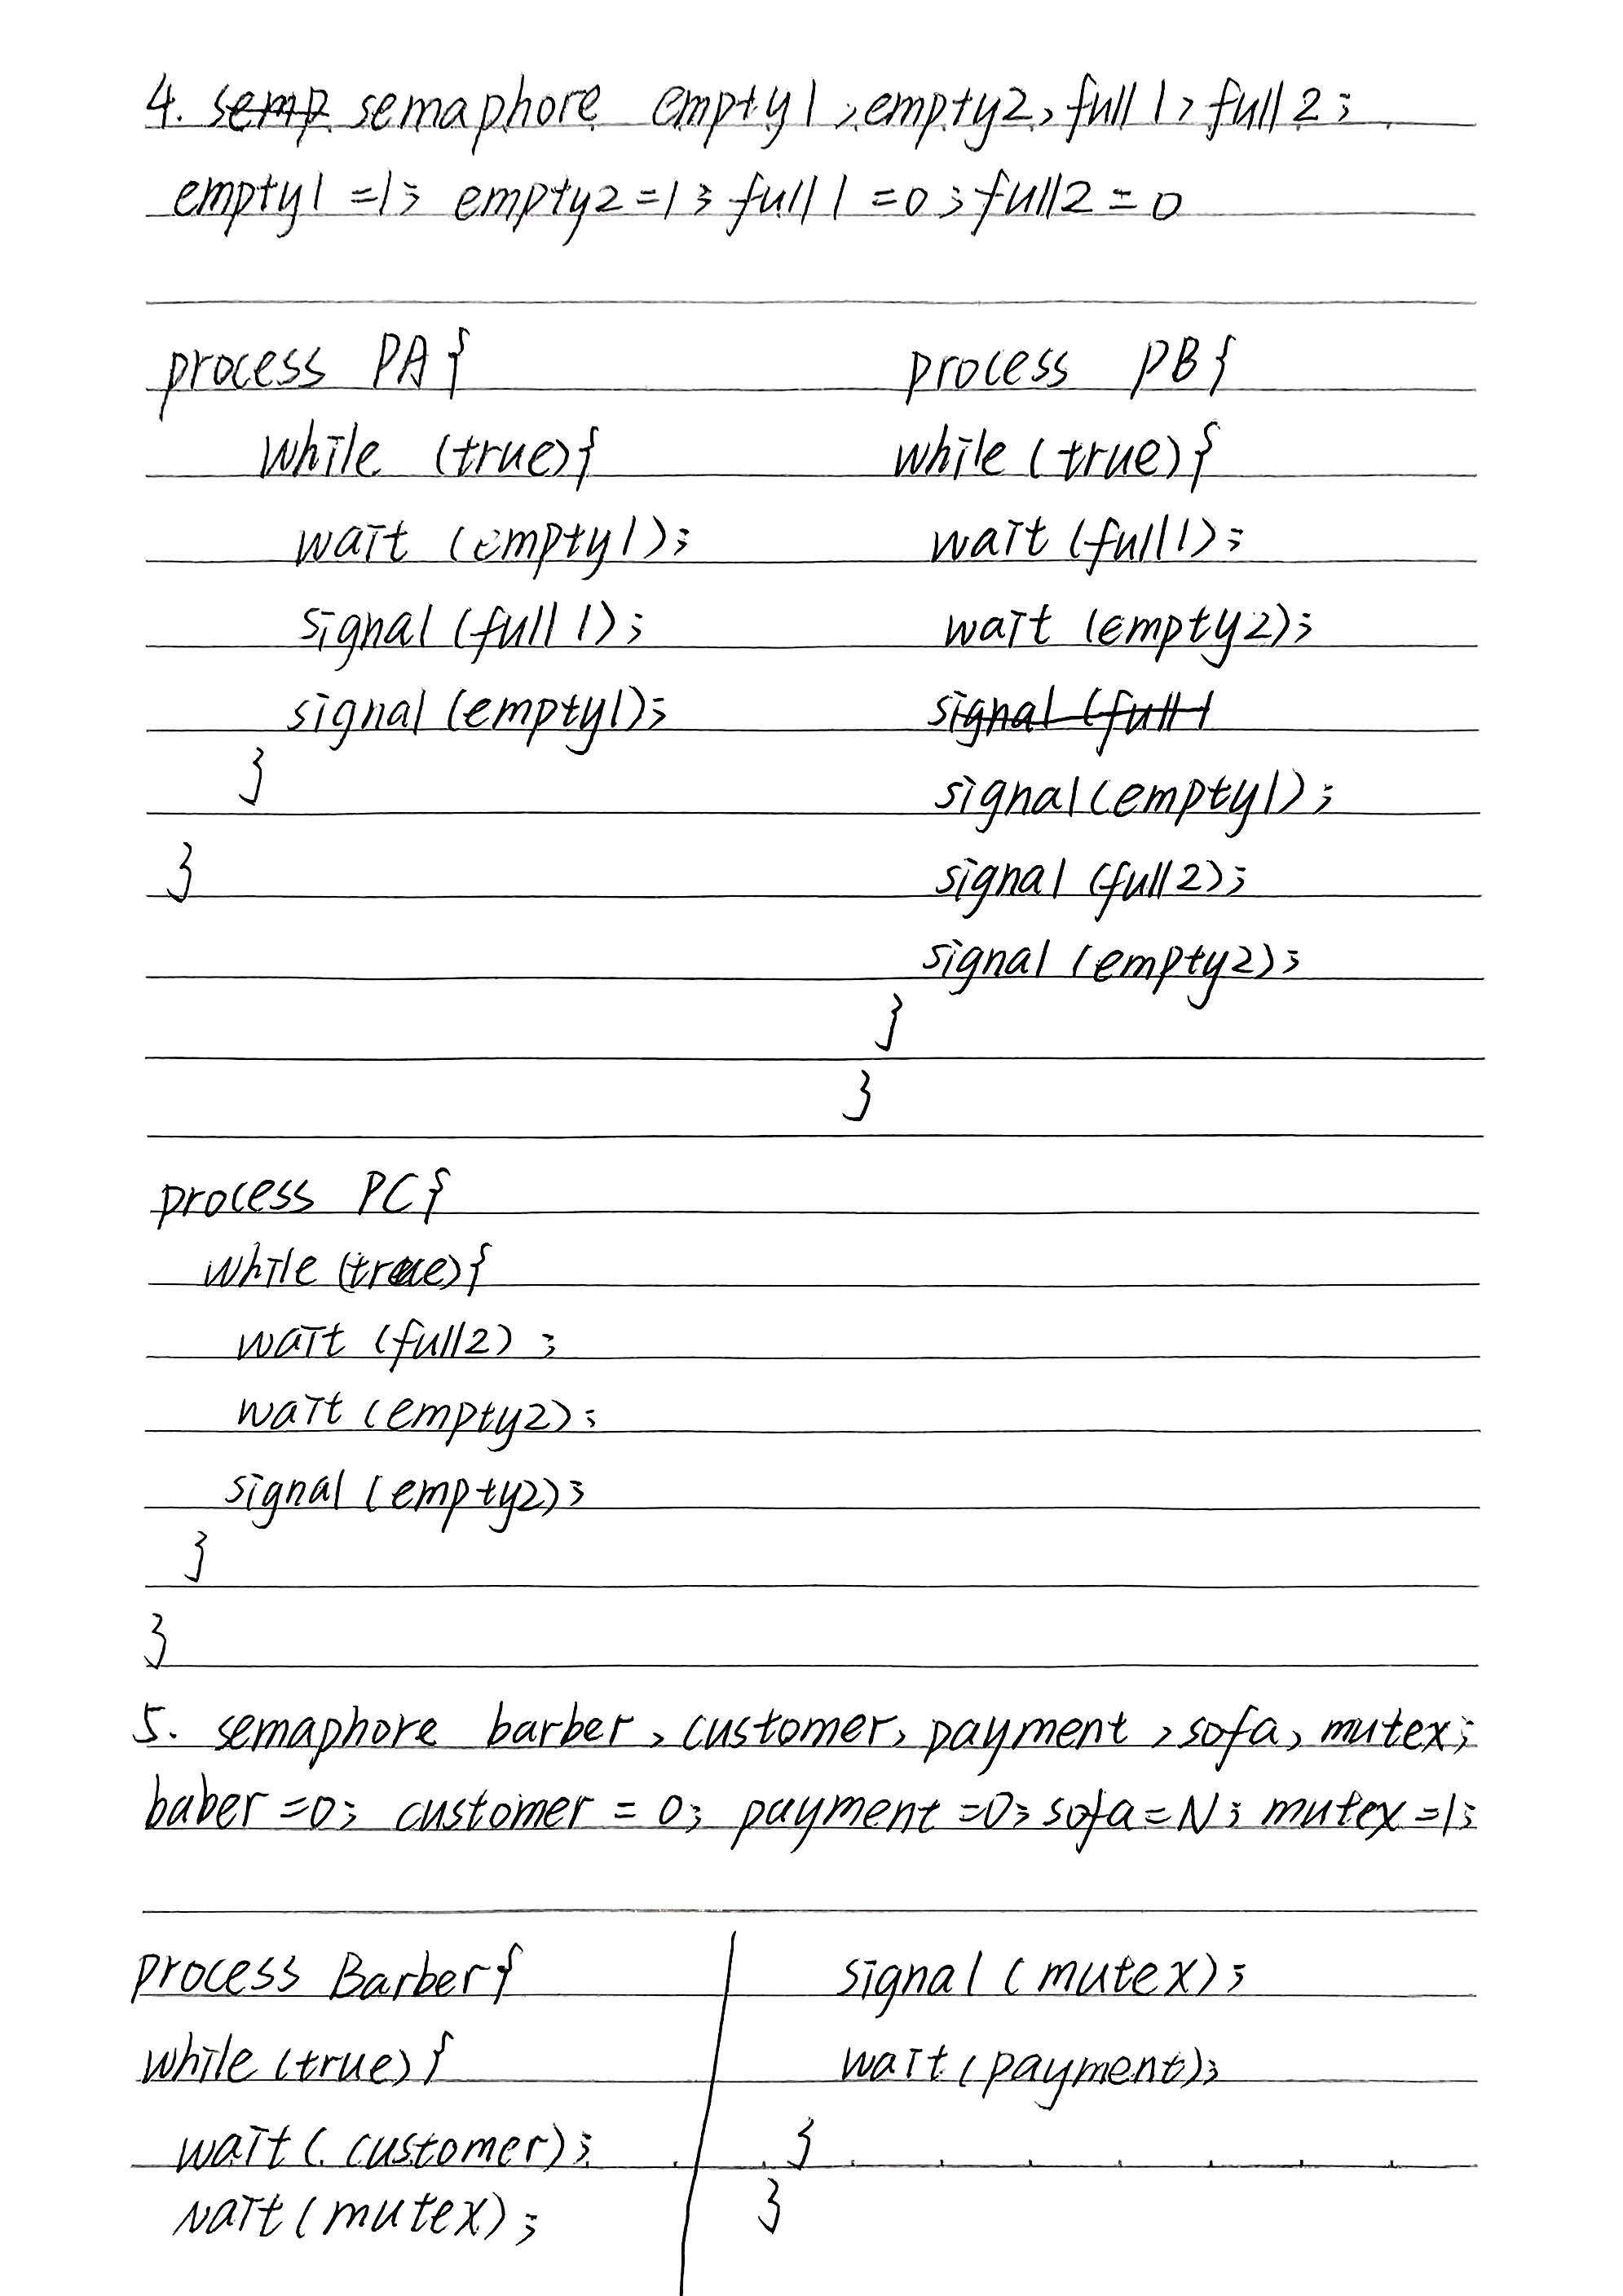 4. semp semaphore empty1, empty2, full1, full2;
empty1=1; empty2=1; full1=0; full2=0
process PA{
while (true){
wait (empty1);
signal (full1);
signal (empty1);
}
}
process PB{
while (true){
wait (full1);
wait (empty2);
signal (full1
signal (empty1);
signal (full2);
signal (empty2);
}
}
process PC{
while (true){
wait (full2);
wait (empty2);
signal (empty2);
}
}
5. semaphore barber, customer, payment, sofa, mutex;
baber=0; customer=0; payment=0; sofa=N; mutex=1;
process Barber{
while (true){
wait (customer);
wait (mutex);
signal (mutex);
wait (payment);
}
}